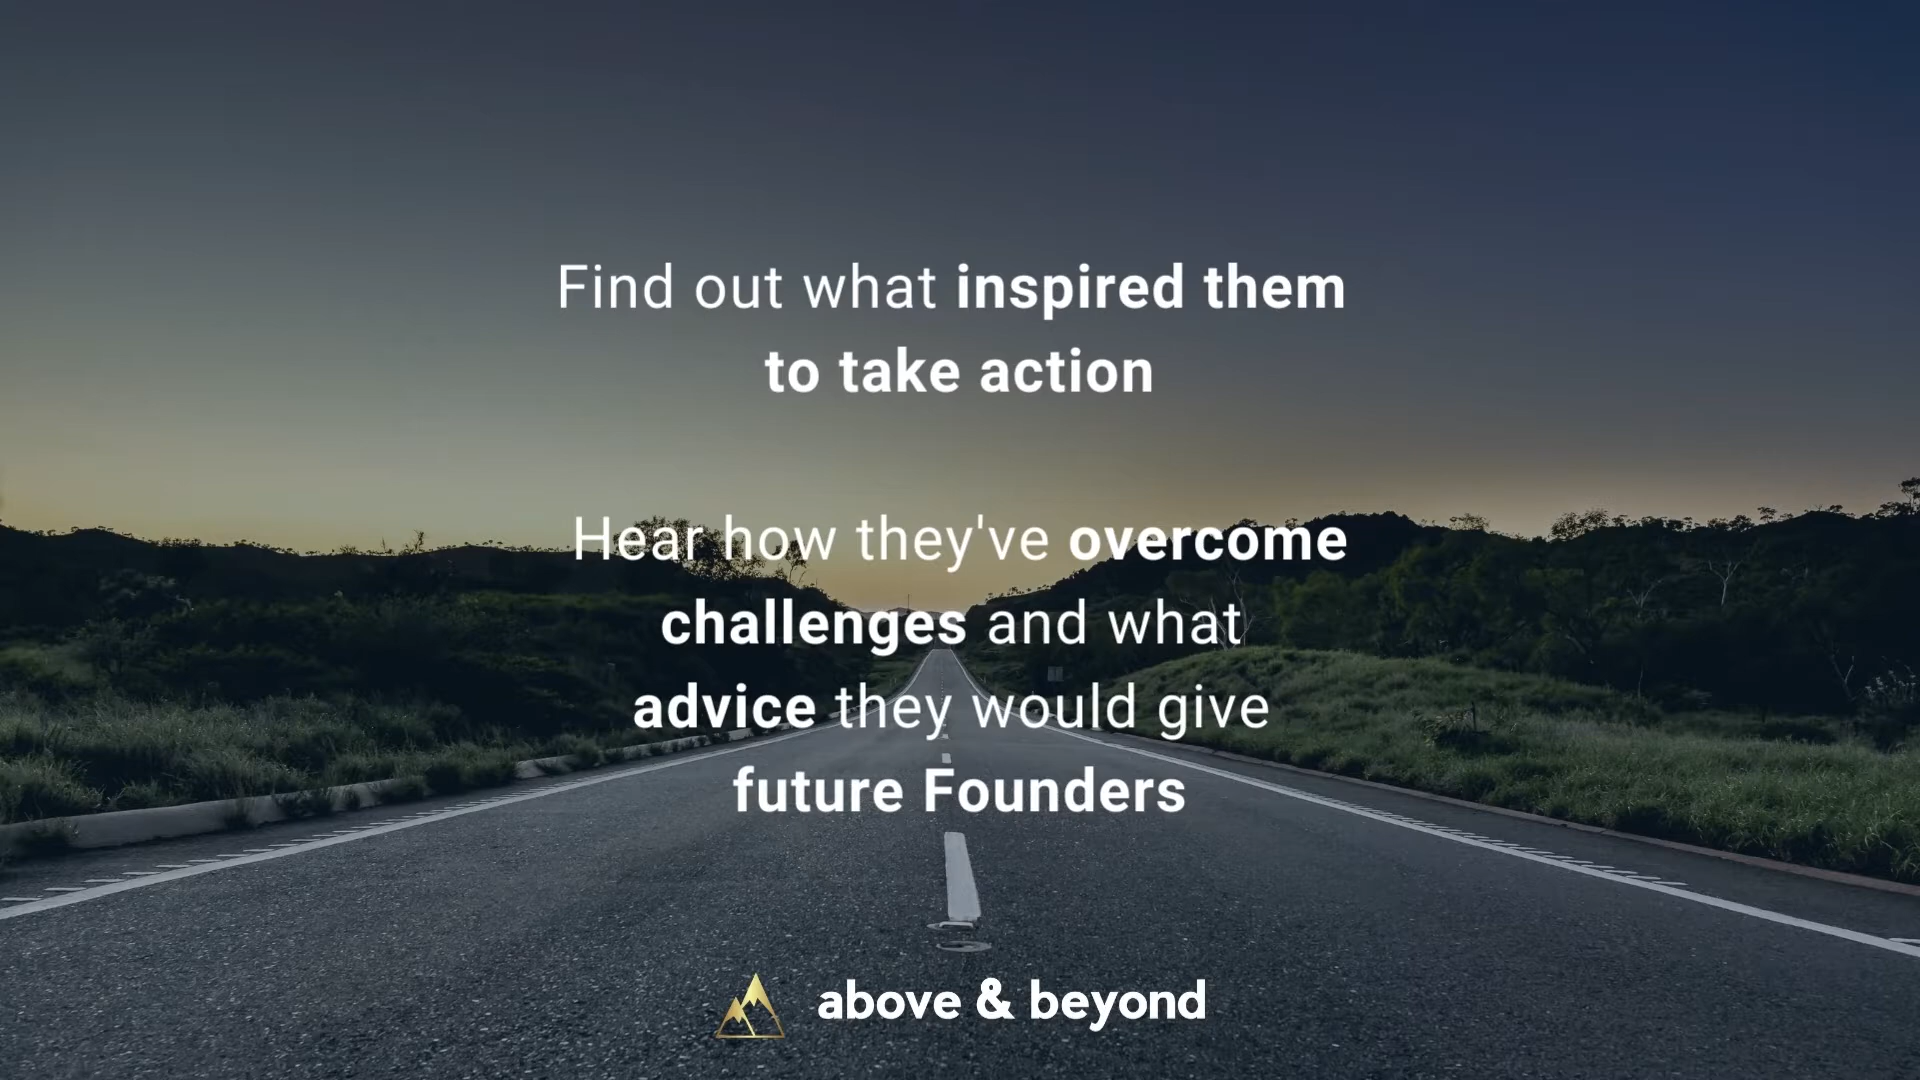 Find out what inspired them
to take action
Hear how they've overcome
challenges and what
advice they would give
future Founders
above & beyond